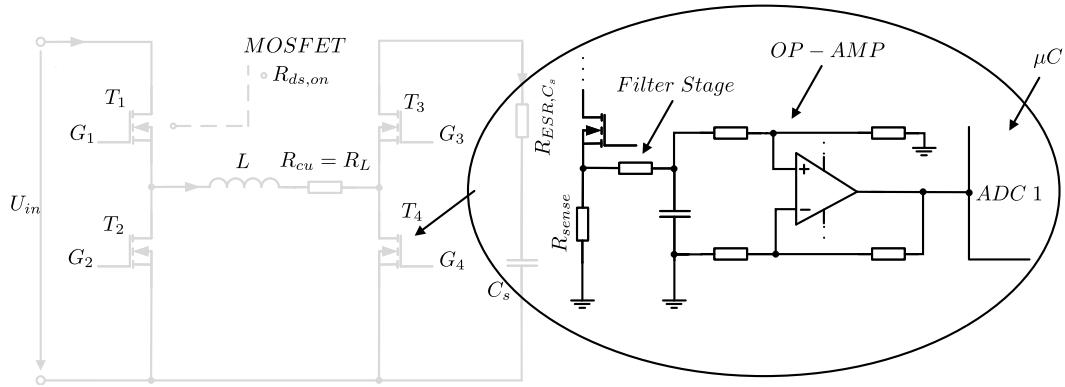 MOSFET
R_{ds,on}
T_1
G_1
T_3
G_3
L
R_{cu} = R_L
U_{in}
T_2
G_2
T_4
G_4
C_s
R_{ESR,C_s}
Filter Stage
OP - AMP
μC
R_{sense}
+
−
ADC 1